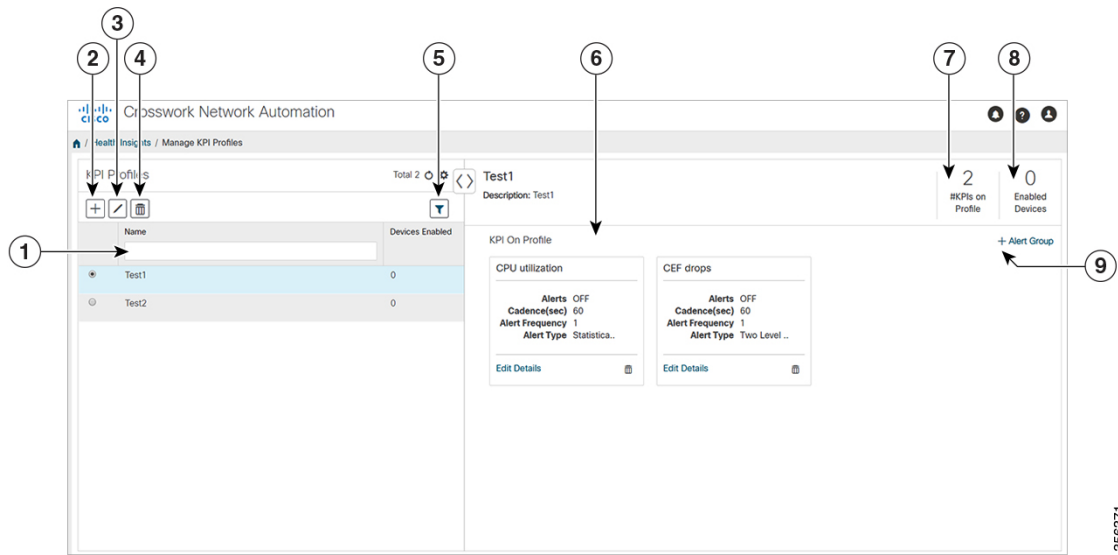 3
2
4
5
6
7
8
CISCO
Crosswork Network Automation
/ Health Insights / Manage KPI Profiles
KPI Profiles
Total 2
Test1
Description: Test1
2
#KPIs on
Profile
0
Enabled
Devices
Name
Devices Enabled
1
Test1
0
Test2
0
KPI On Profile
+ Alert Group
9
CPU utilization
Alerts OFF
Cadence(sec) 60
Alert Frequency 1
Alert Type Statistica..
Edit Details
CEF drops
Alerts OFF
Cadence(sec) 60
Alert Frequency 1
Alert Type Two Level ..
Edit Details